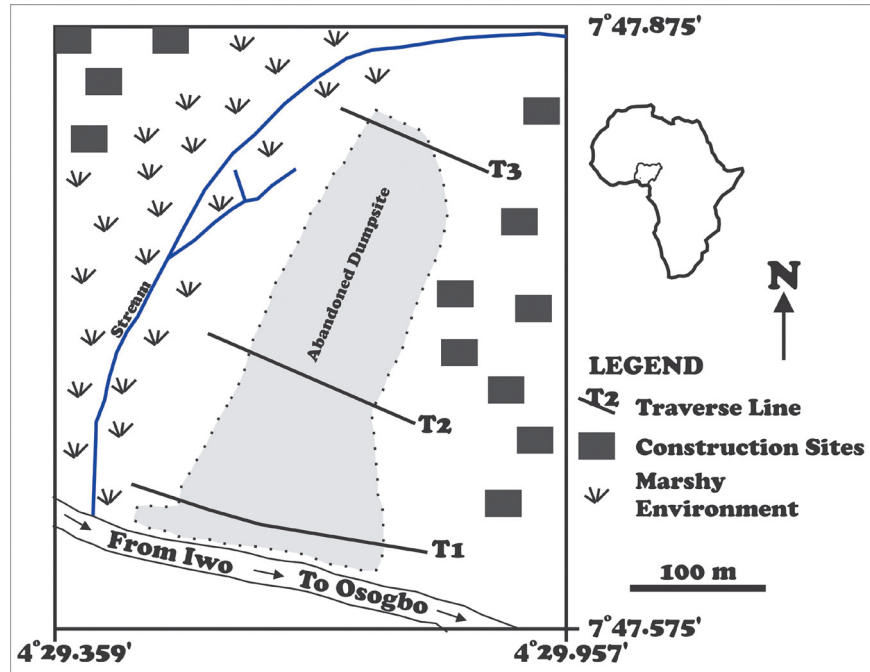 7°47.875'
T3
Abandoned Dumpsite
Stream
N
T2
T1
From Iwo
To Osogbo
LEGEND
T2
Traverse Line
Construction Sites
Marshy
Environment
100 m
7°47.575'
4°29.359'
4°29.957'